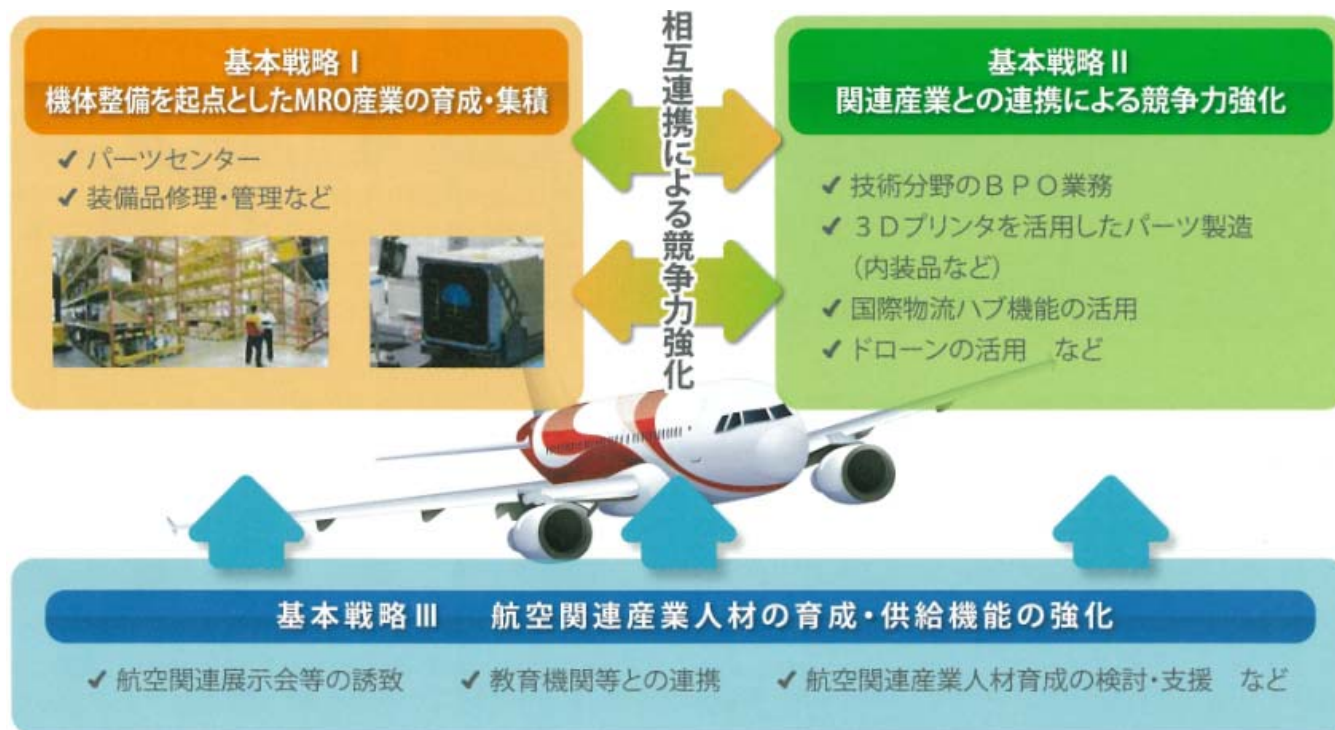 基本戦略Ⅰ
機体整備を起点としたMRO産業の育成・集積
✔ パーツセンター
✔ 装備品修理・管理など
相互連携による競争力強化
基本戦略Ⅱ
関連産業との連携による競争力強化
✔ 技術分野のＢＰＯ業務
✔ ３Ｄプリンタを活用したパーツ製造
（内装品など）
✔ 国際物流ハブ機能の活用
✔ ドローンの活用　など
基本戦略Ⅲ　航空関連産業人材の育成・供給機能の強化
✔ 航空関連展示会等の誘致　✔ 教育機関等との連携　✔ 航空関連産業人材育成の検討・支援　など